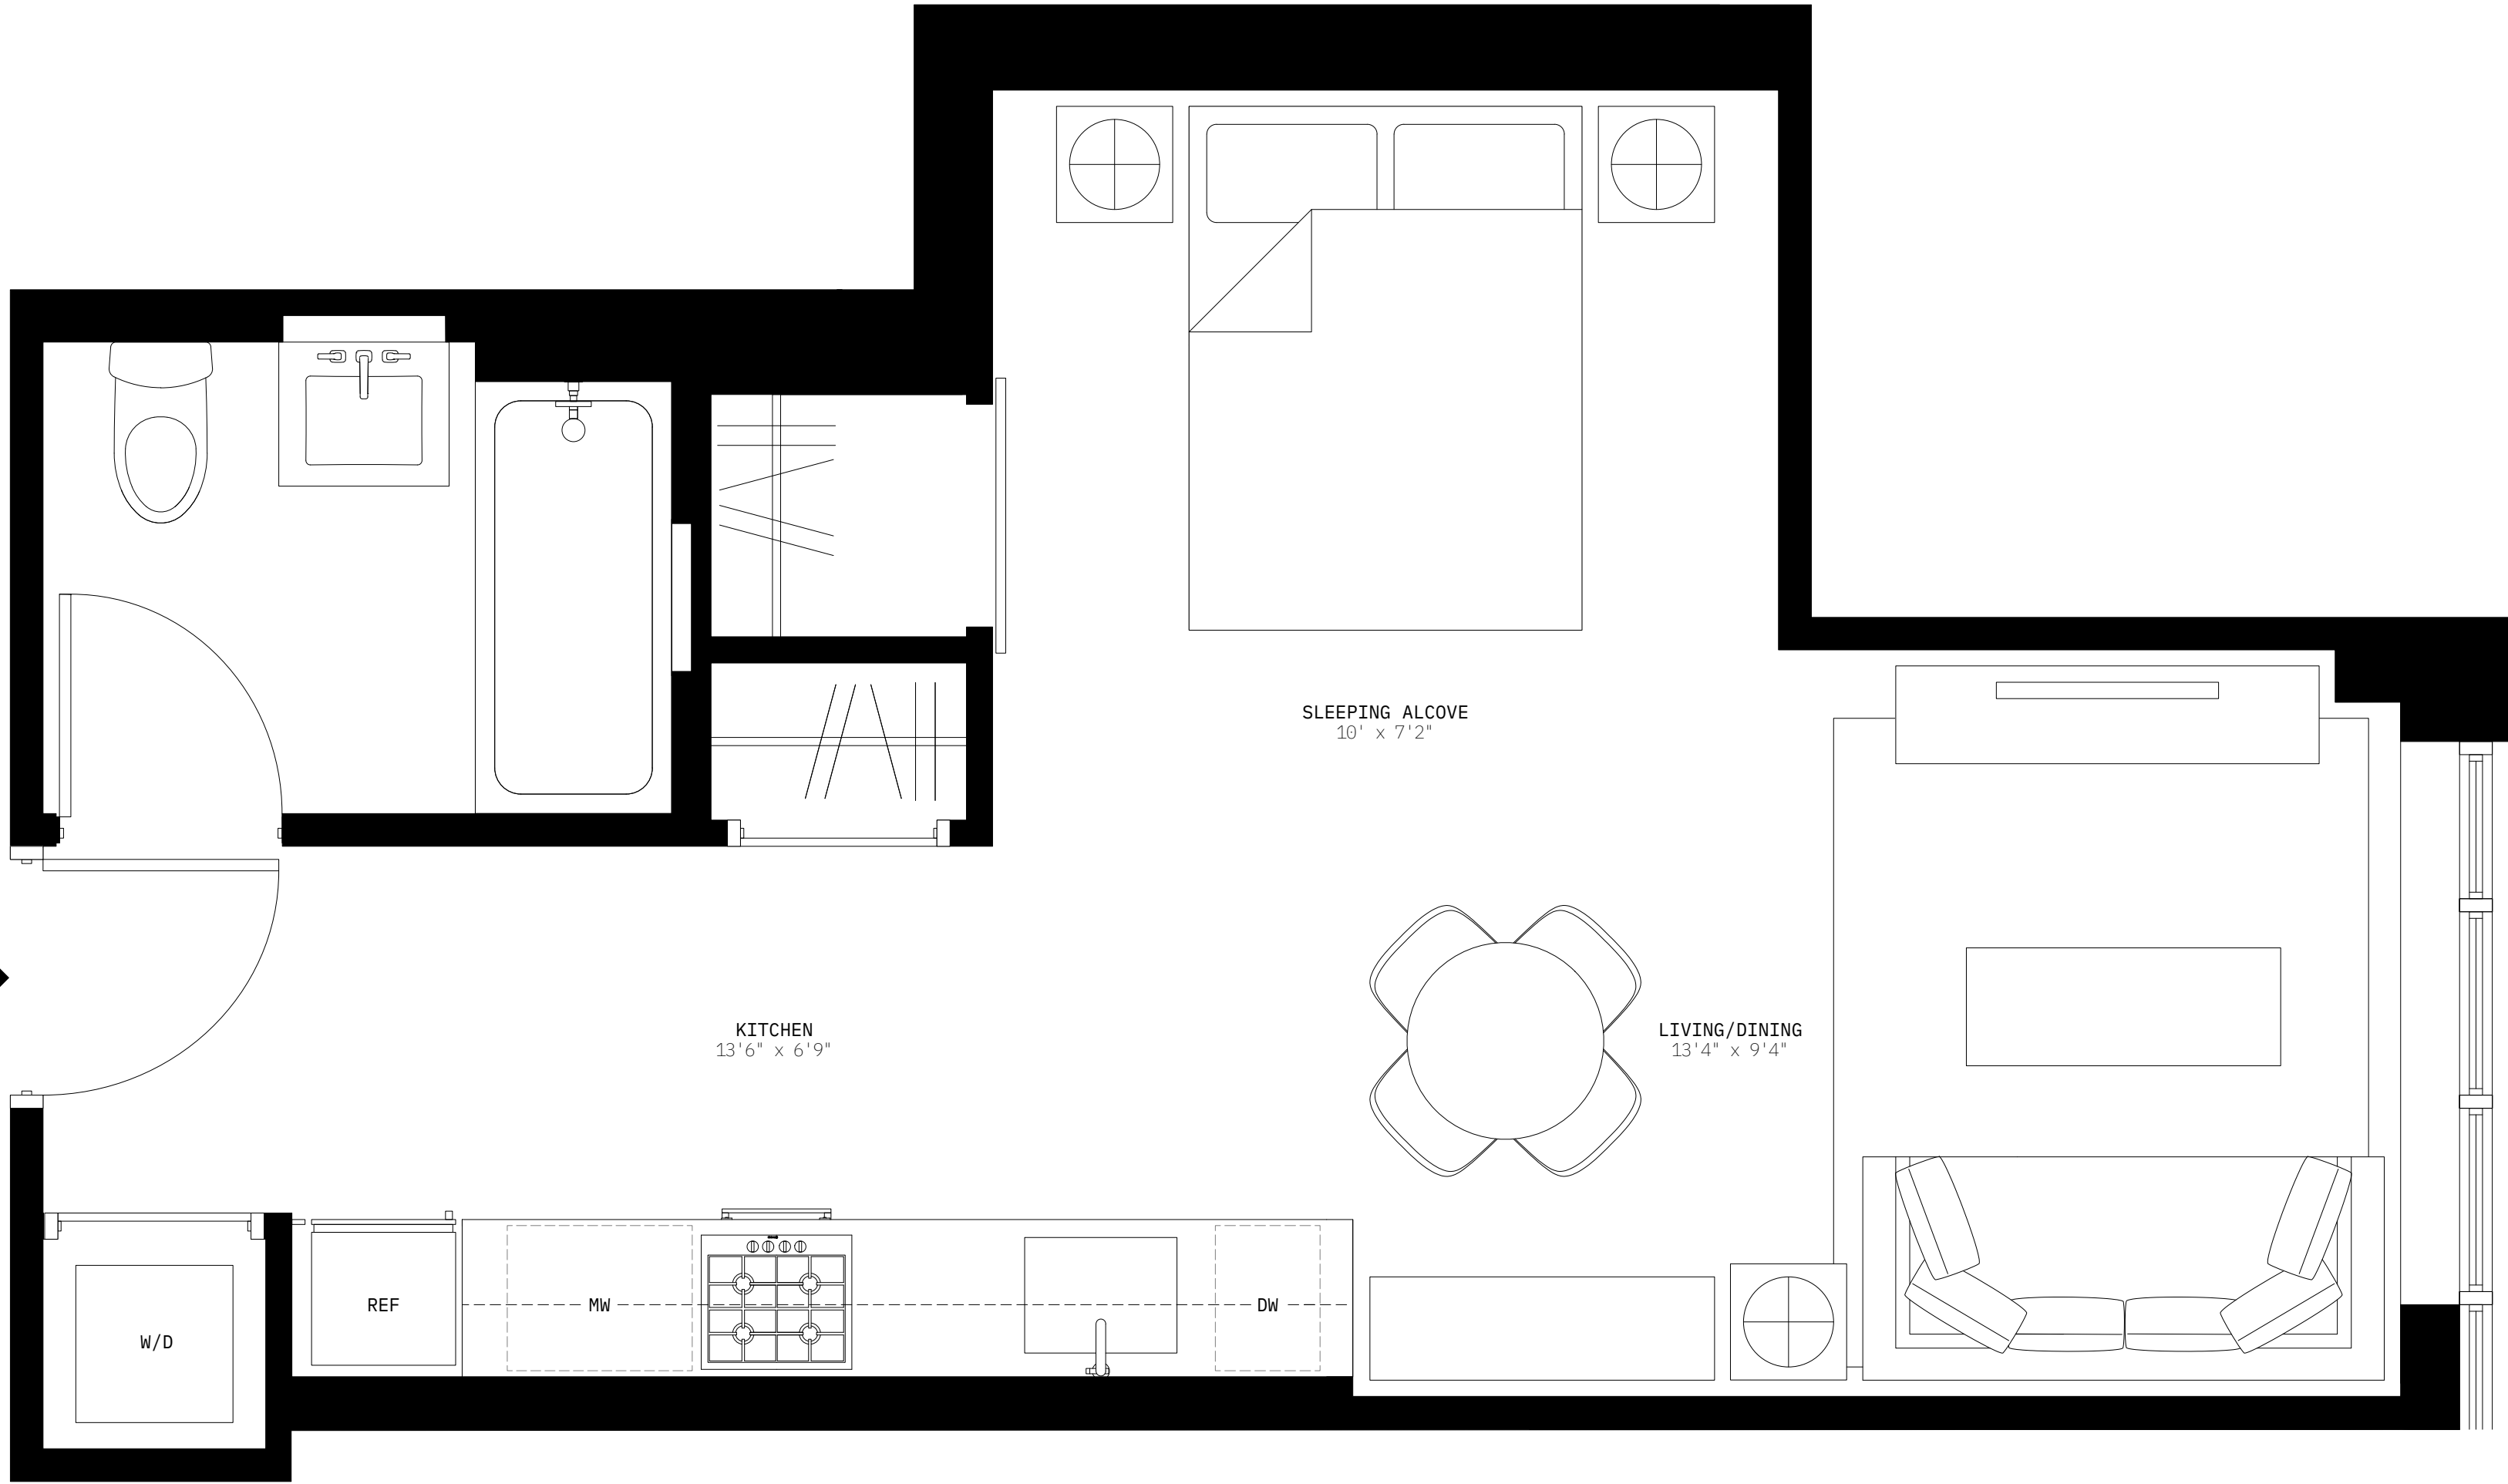 SLEEPING ALCOVE
10' x 7'2"
KITCHEN
13'6" x 6'9"
LIVING/DINING
13'4" x 9'4"
REF
MW
DW
W/D